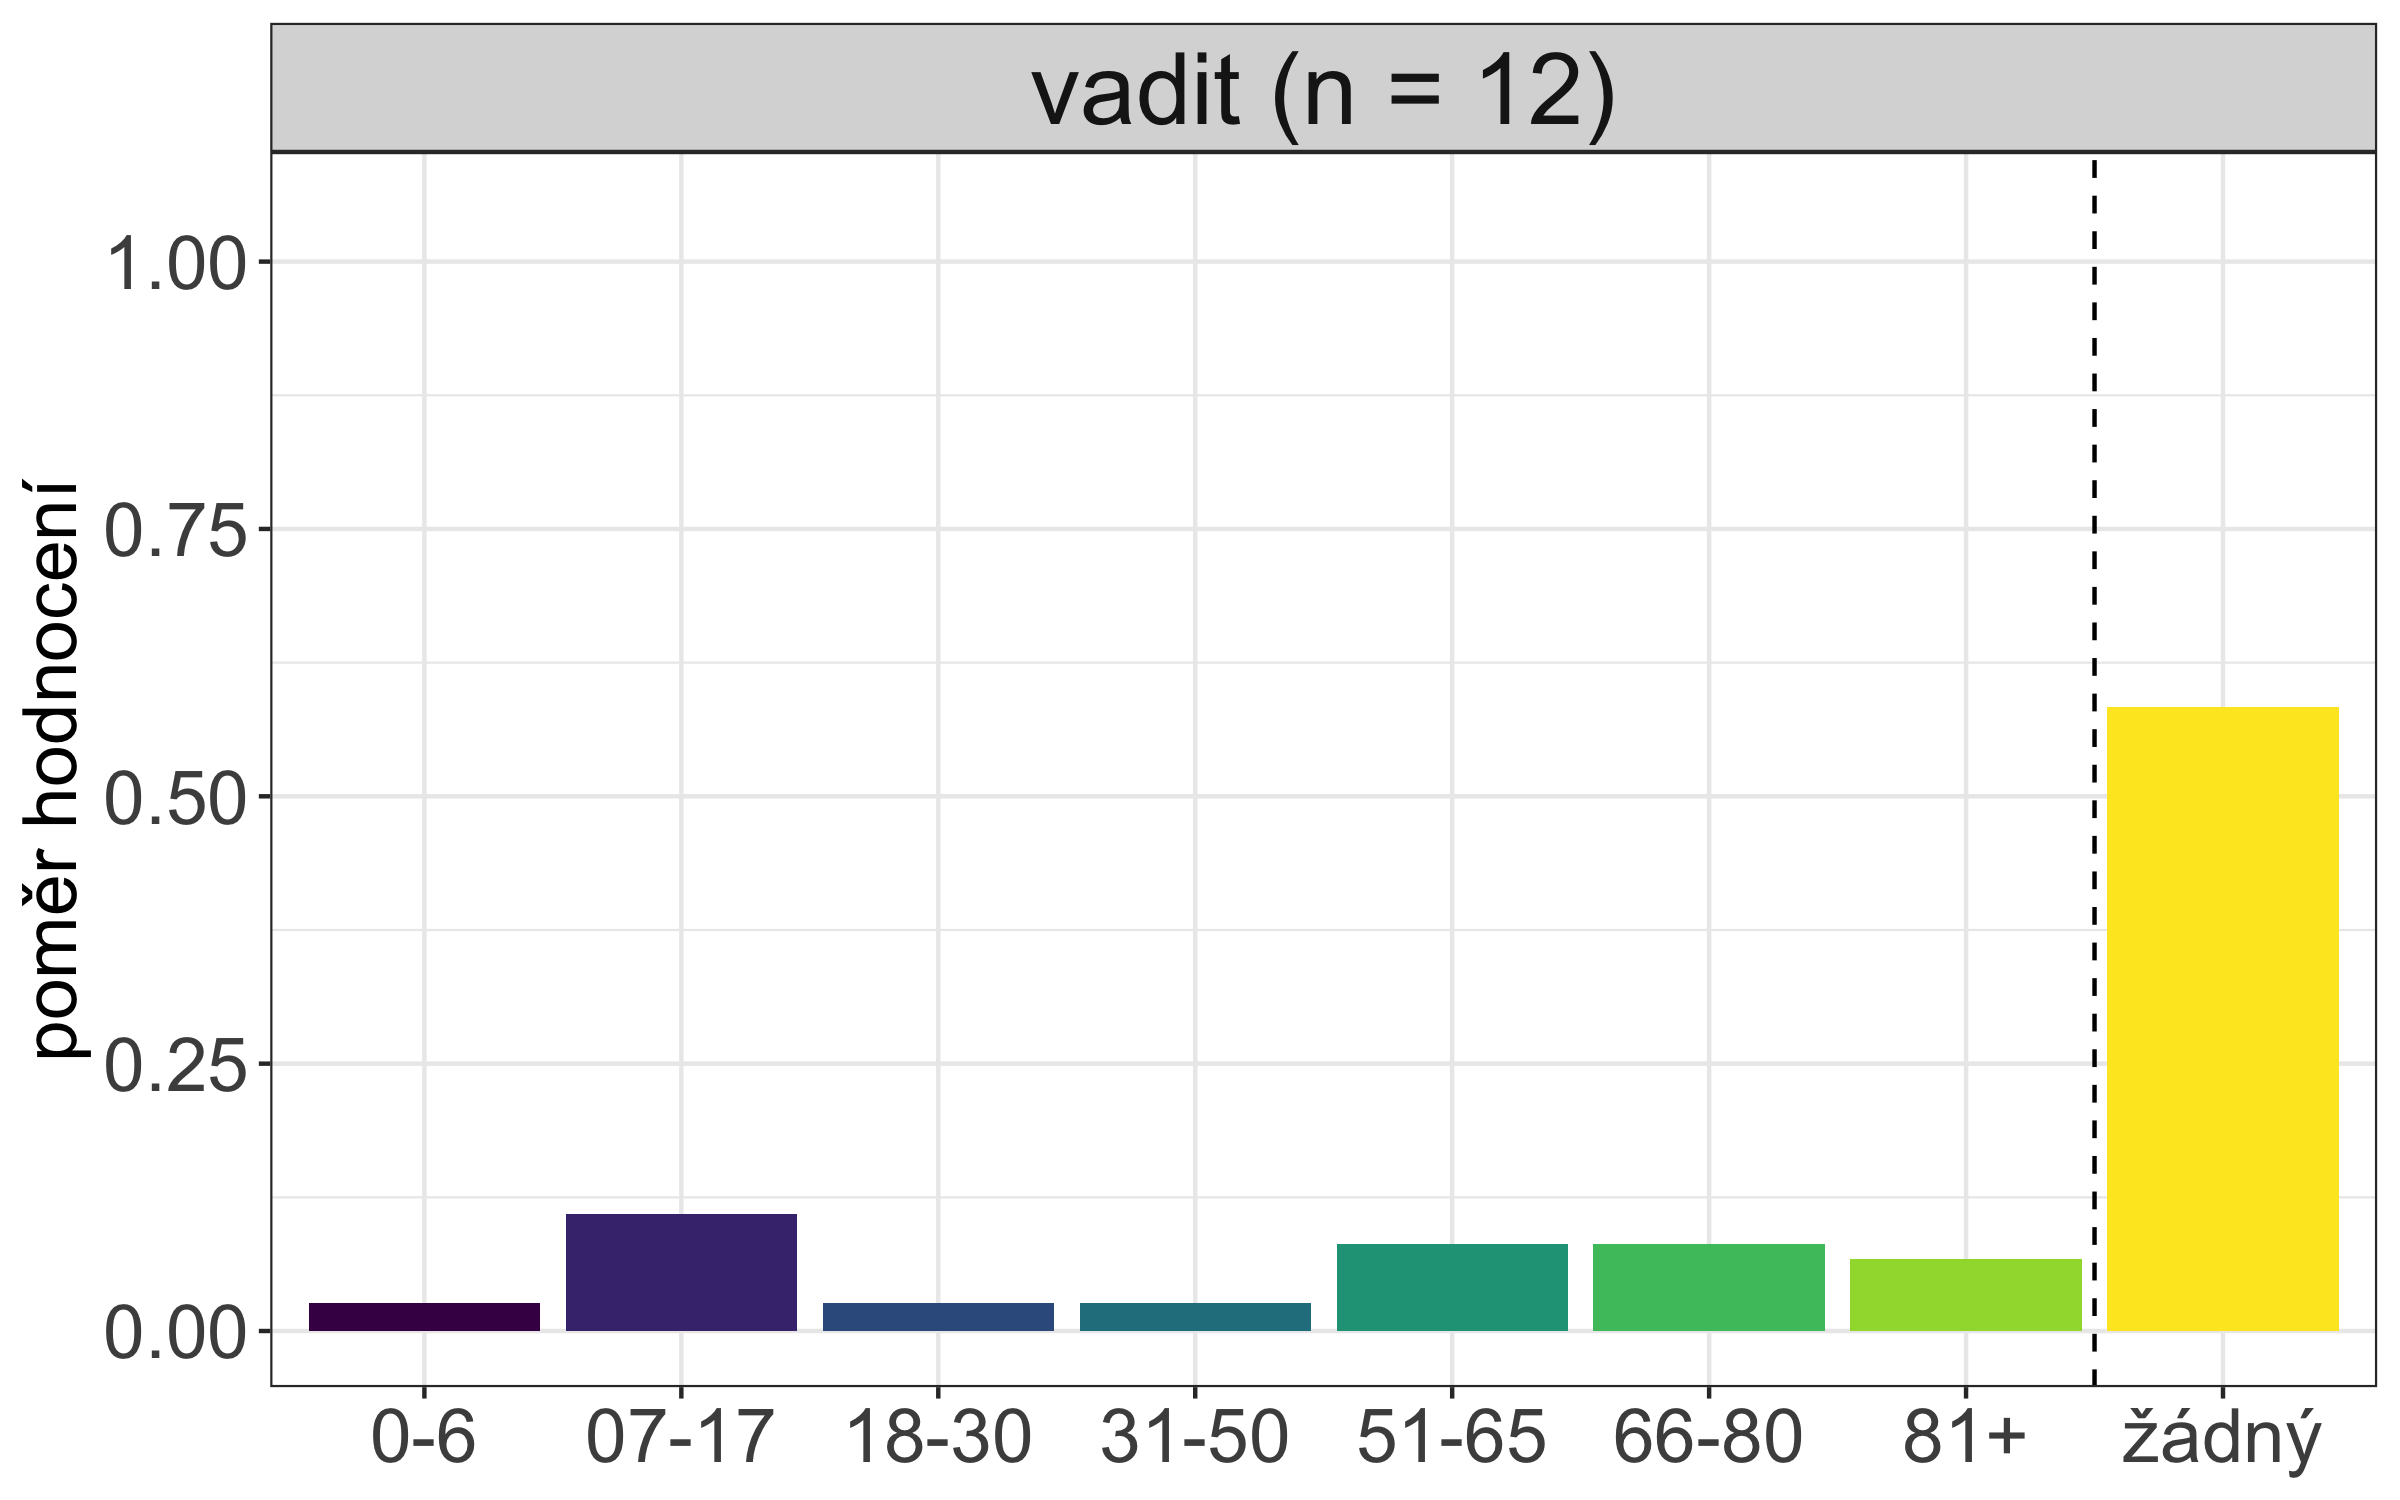 vadit (n = 12)
poměr hodnocení
1.00
0.75
0.50
0.25
0.00
0-6 07-17 18-30 31-50 51-65 66-80 81+ žádný